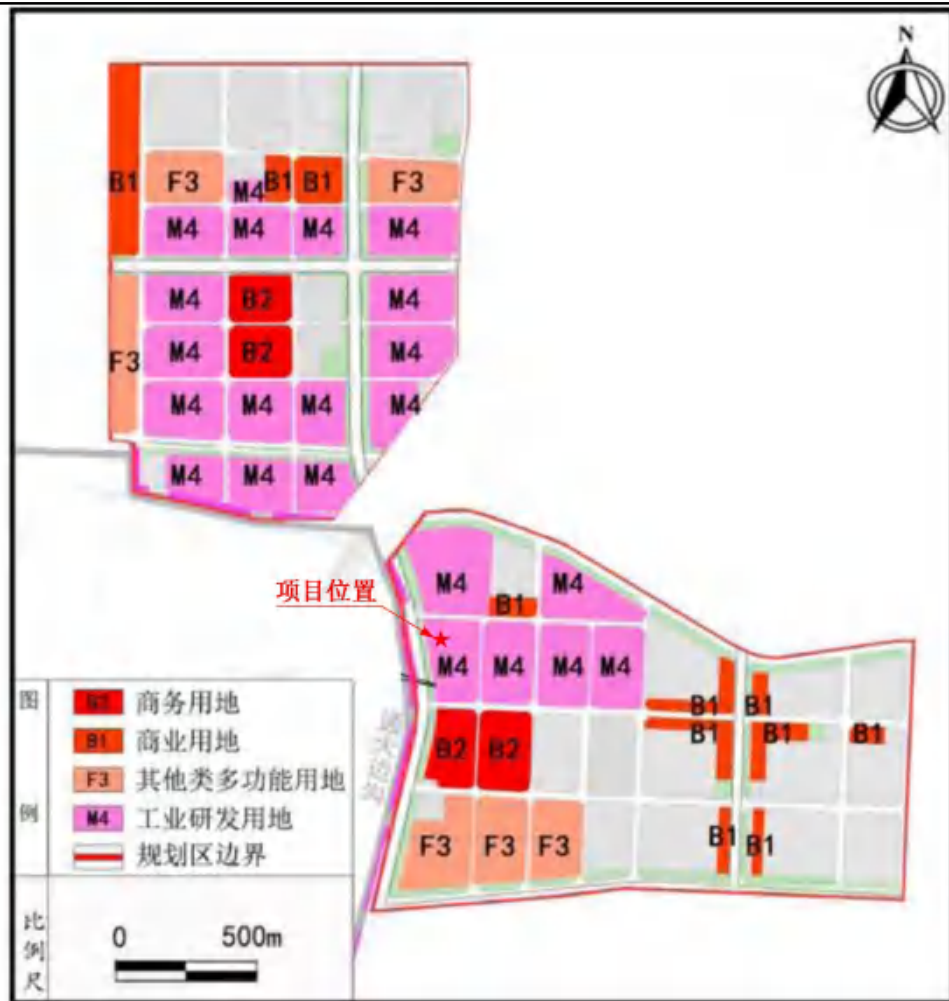 N
B1 F3 M4 B1 B1 F3
M4 M4 M4 M4
M4 B2 M4
F3 M4 B2 M4
M4 M4 M4 M4
M4 M4 M4
项目位置
M4 B1 M4
M4 M4 M4 M4
B1 B1
B2 B2 B1 B1 B1
F3 F3 F3 B1 B1
图例
B2 商务用地
B1 商业用地
F3 其他类多功能用地
M4 工业研发用地
规划区边界
比例尺
0 500m